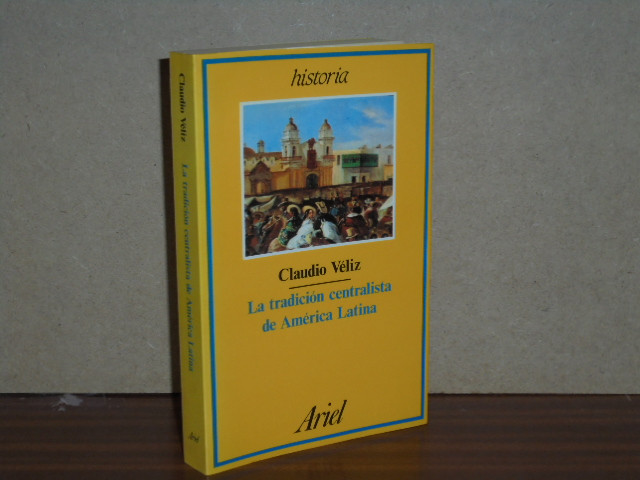 historia
Claudio Véliz
La tradición centralista
de América Latina
Ariel
Claudio Véliz La tradición centralista de América Latina Ariel